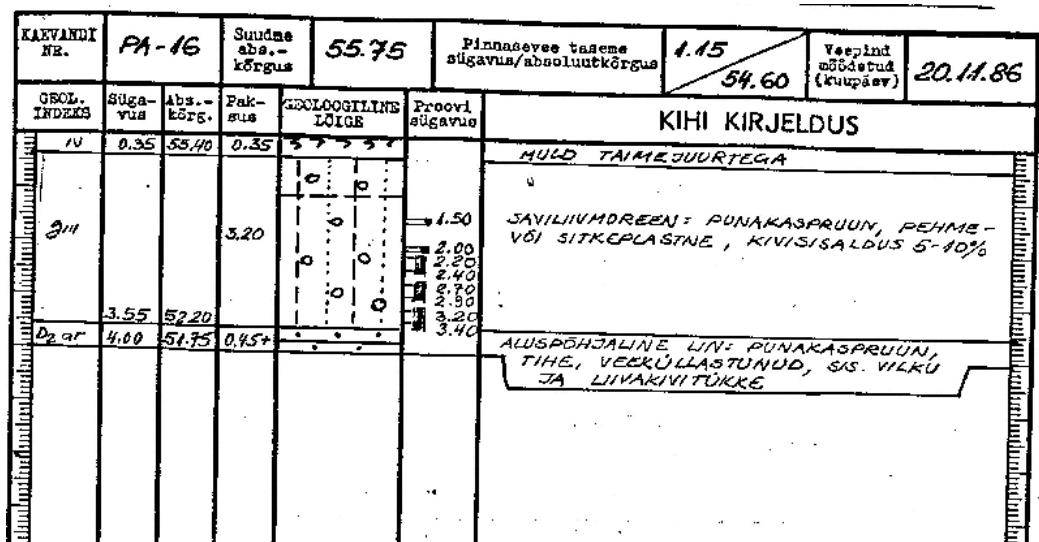 KAEVANDI NR. PA-16 Suudme abs.-kõrgus 55.75 Pinnasevee taseme sügavus/absoluutkõrgus 1.15 / 54.60 Veepind mõõdetud (kuupäev) 20.11.86
GEOL. INDEKS Süga-vus Abs.-kõrg. Pak-sus GEOLOOGILINE LÕIGE Proovi sügavus KIHI KIRJELDUS
IV 0.35 55.40 0.35 MULD TAIMEJUURTEGA
gIII 3.20
1.50
2.00
2.20
2.40
2.70
2.90
3.20
3.40
SAVILIIVMOREEN: PUNAKASPRUUN, PEHME-
VÕI SITKEPLASTNE, KIVISISALDUS 5-10%
3.55 52.20
D2 ar 4.00 51.75 0.45+
ALUSPÕHJALINE LIIV: PUNAKASPRUUN,
TIHE, VEEKÜLLASTUNUD, SIS. VILKU
JA LIIVAKIVITÜKKE